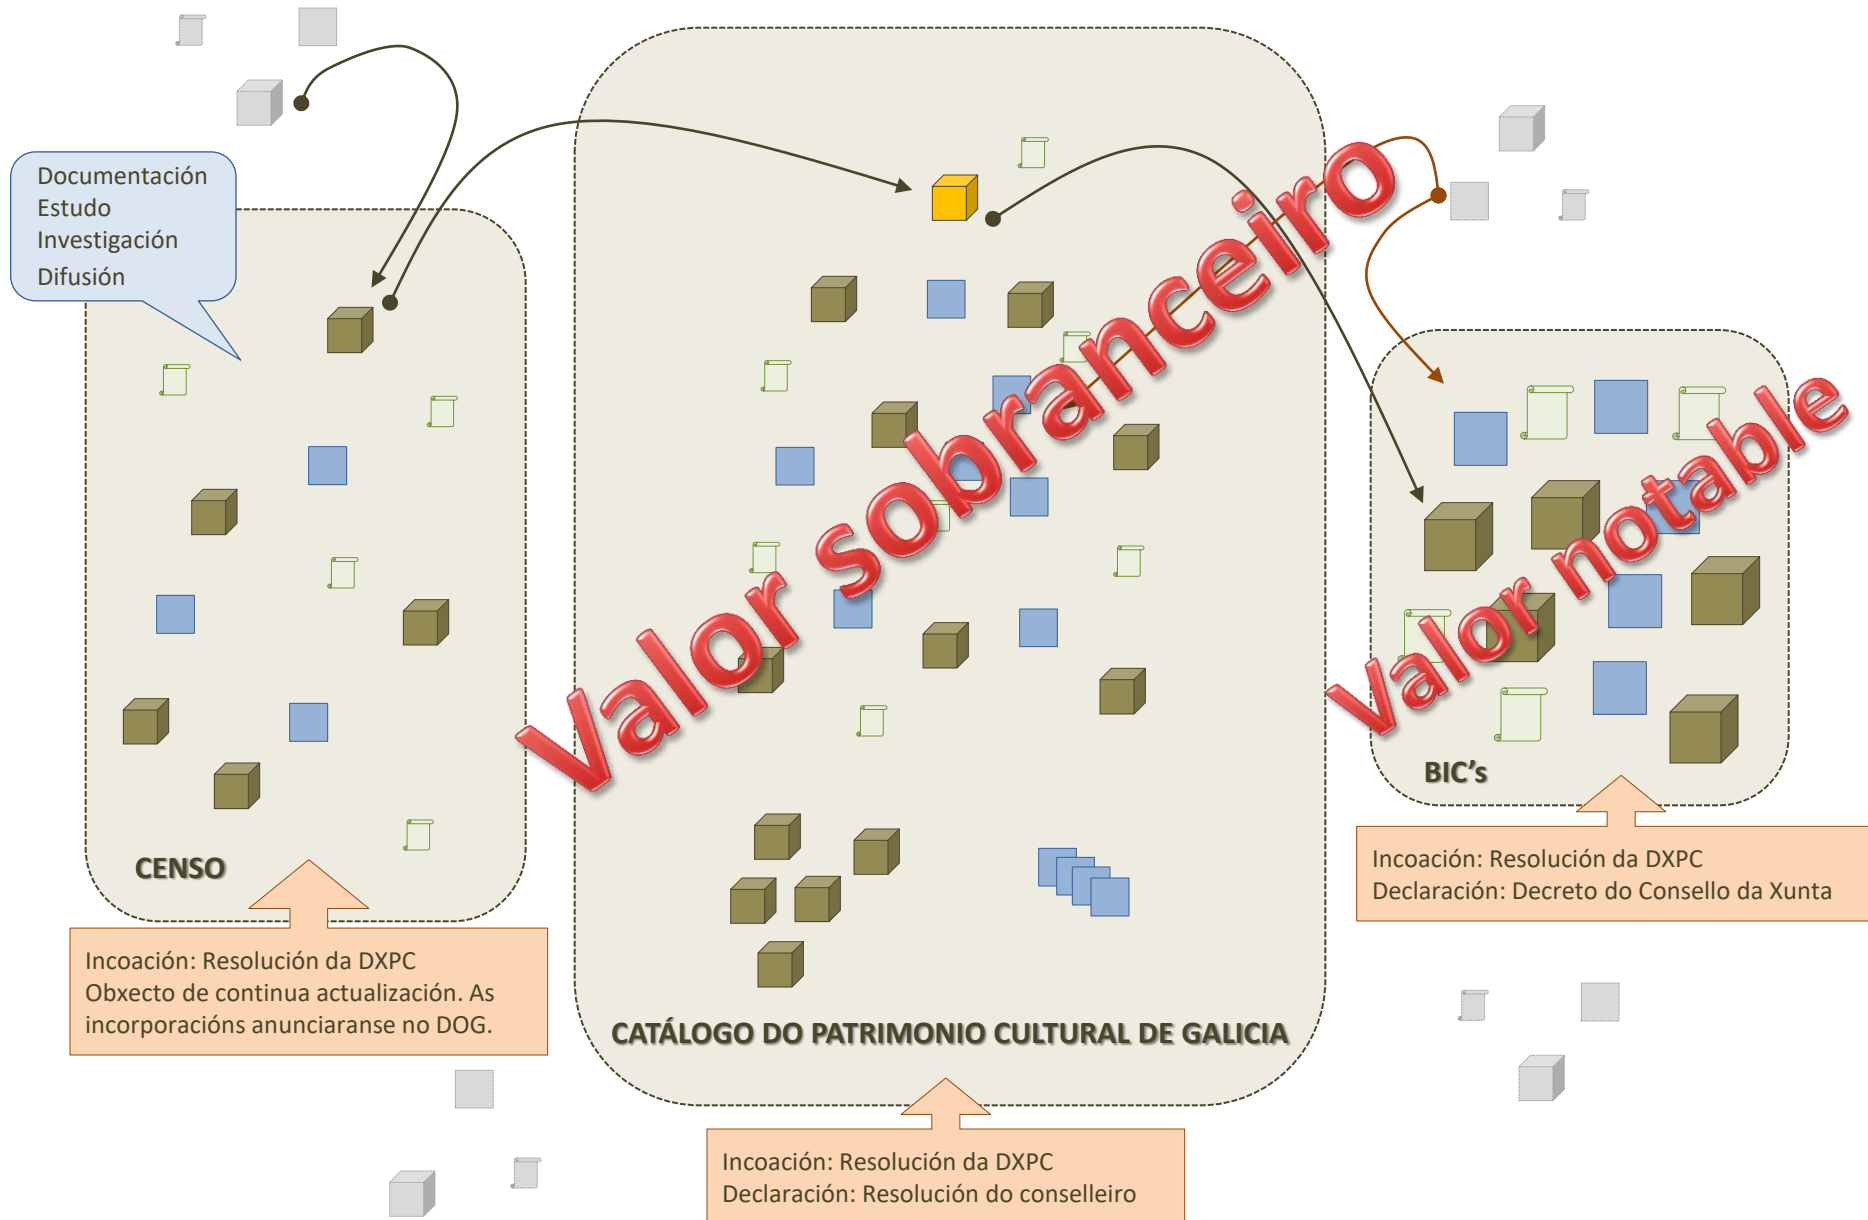 Documentación
Estudo
Investigación
Difusión
CENSO
Incoación: Resolución da DXPC
Obxecto de continua actualización. As
incorporacións anunciaranse no DOG.
Valor sobranceiro
CATÁLOGO DO PATRIMONIO CULTURAL DE GALICIA
Incoación: Resolución da DXPC
Declaración: Resolución do conselleiro
Valor notable
BIC's
Incoación: Resolución da DXPC
Declaración: Decreto do Consello da Xunta